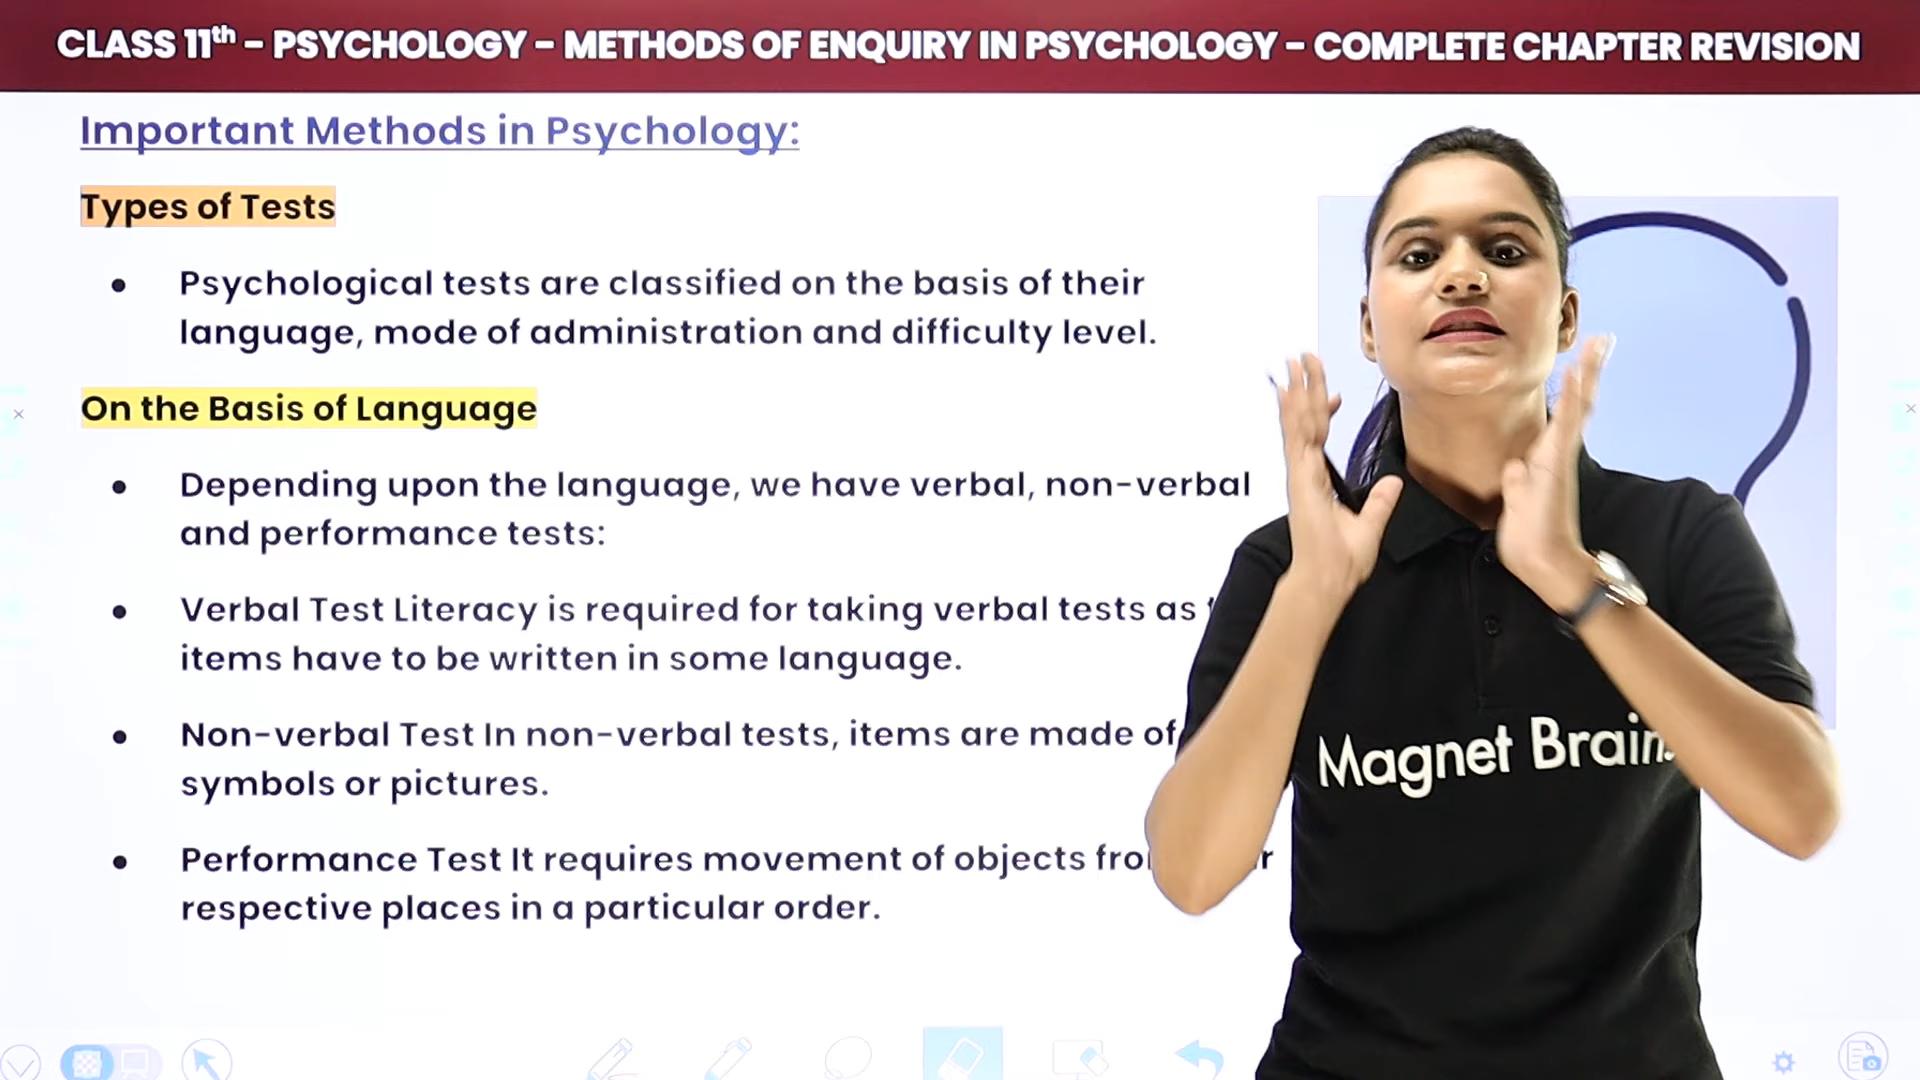 CLASS 11th – PSYCHOLOGY – METHODS OF ENQUIRY IN PSYCHOLOGY – COMPLETE CHAPTER REVISION
Important Methods in Psychology:
Types of Tests
• Psychological tests are classified on the basis of their
language, mode of administration and difficulty level.
On the Basis of Language
• Depending upon the language, we have verbal, non-verbal
and performance tests:
• Verbal Test Literacy is required for taking verbal tests as
items have to be written in some language.
• Non-verbal Test In non-verbal tests, items are made of
symbols or pictures.
• Performance Test It requires movement of objects
respective places in a particular order.
Magnet